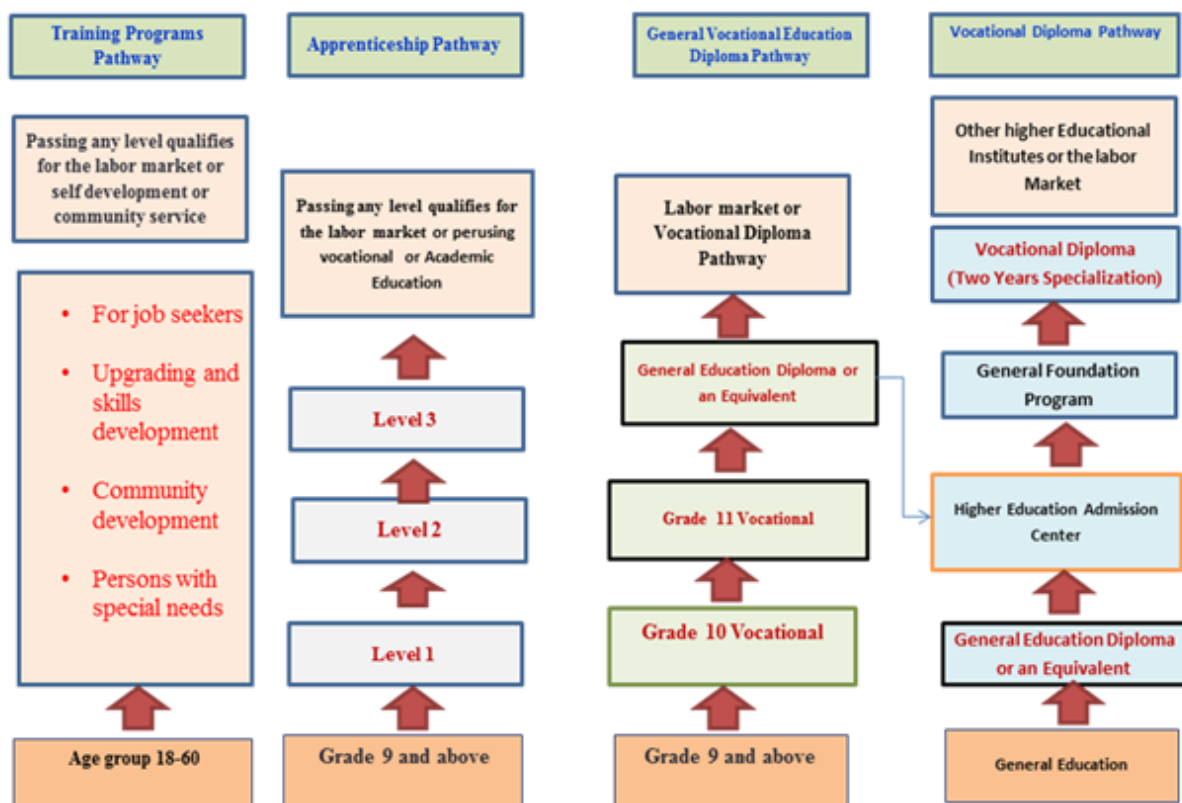 Training Programs
Pathway
Passing any level qualifies
for the labor market or
self development or
community service
• For job seekers
• Upgrading and
skills
development
• Community
development
• Persons with
special needs
Age group 18-60
Apprenticeship Pathway
Passing any level qualifies for
the labor market or perusing
vocational or Academic
Education
Level 3
Level 2
Level 1
Grade 9 and above
General Vocational Education
Diploma Pathway
Labor market or
Vocational Diploma
Pathway
General Education Diploma or
an Equivalent
Grade 11 Vocational
Grade 10 Vocational
Grade 9 and above
Vocational Diploma Pathway
Other higher Educational
Institutes or the labor
Market
Vocational Diploma
(Two Years Specialization)
General Foundation
Program
Higher Education Admission
Center
General Education Diploma
or an Equivalent
General Education